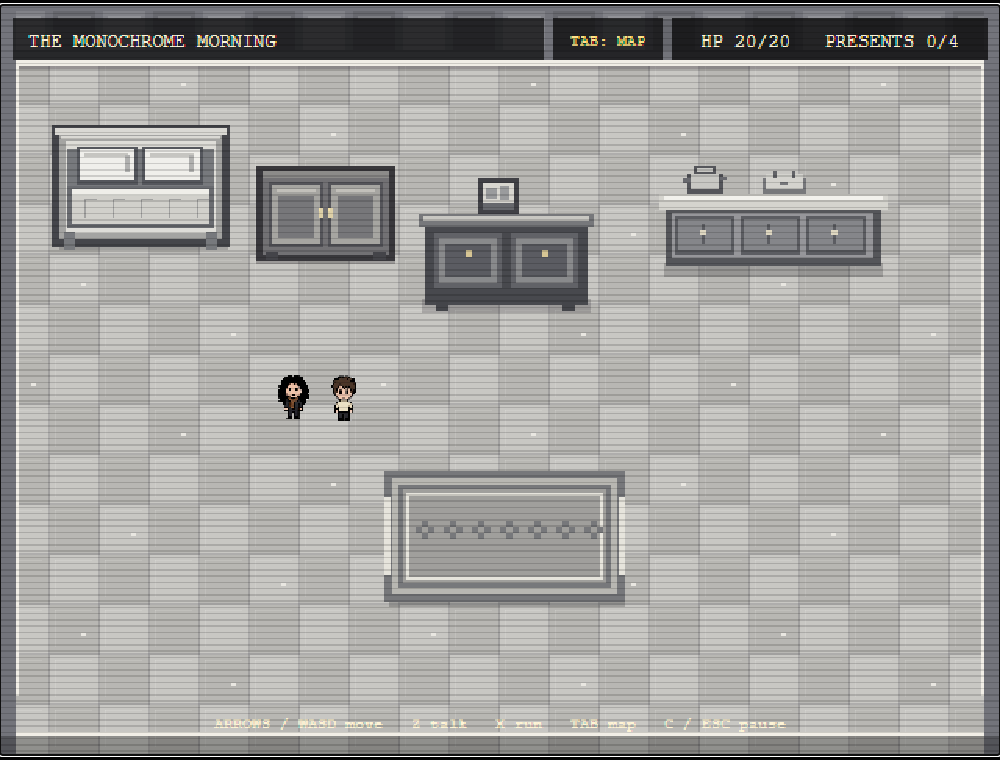 THE MONOCHROME MORNING
TAB: MAP
HP 20/20 PRESENTS 0/4
ARROWS / WASD move Z talk X run TAB map C / ESC pause